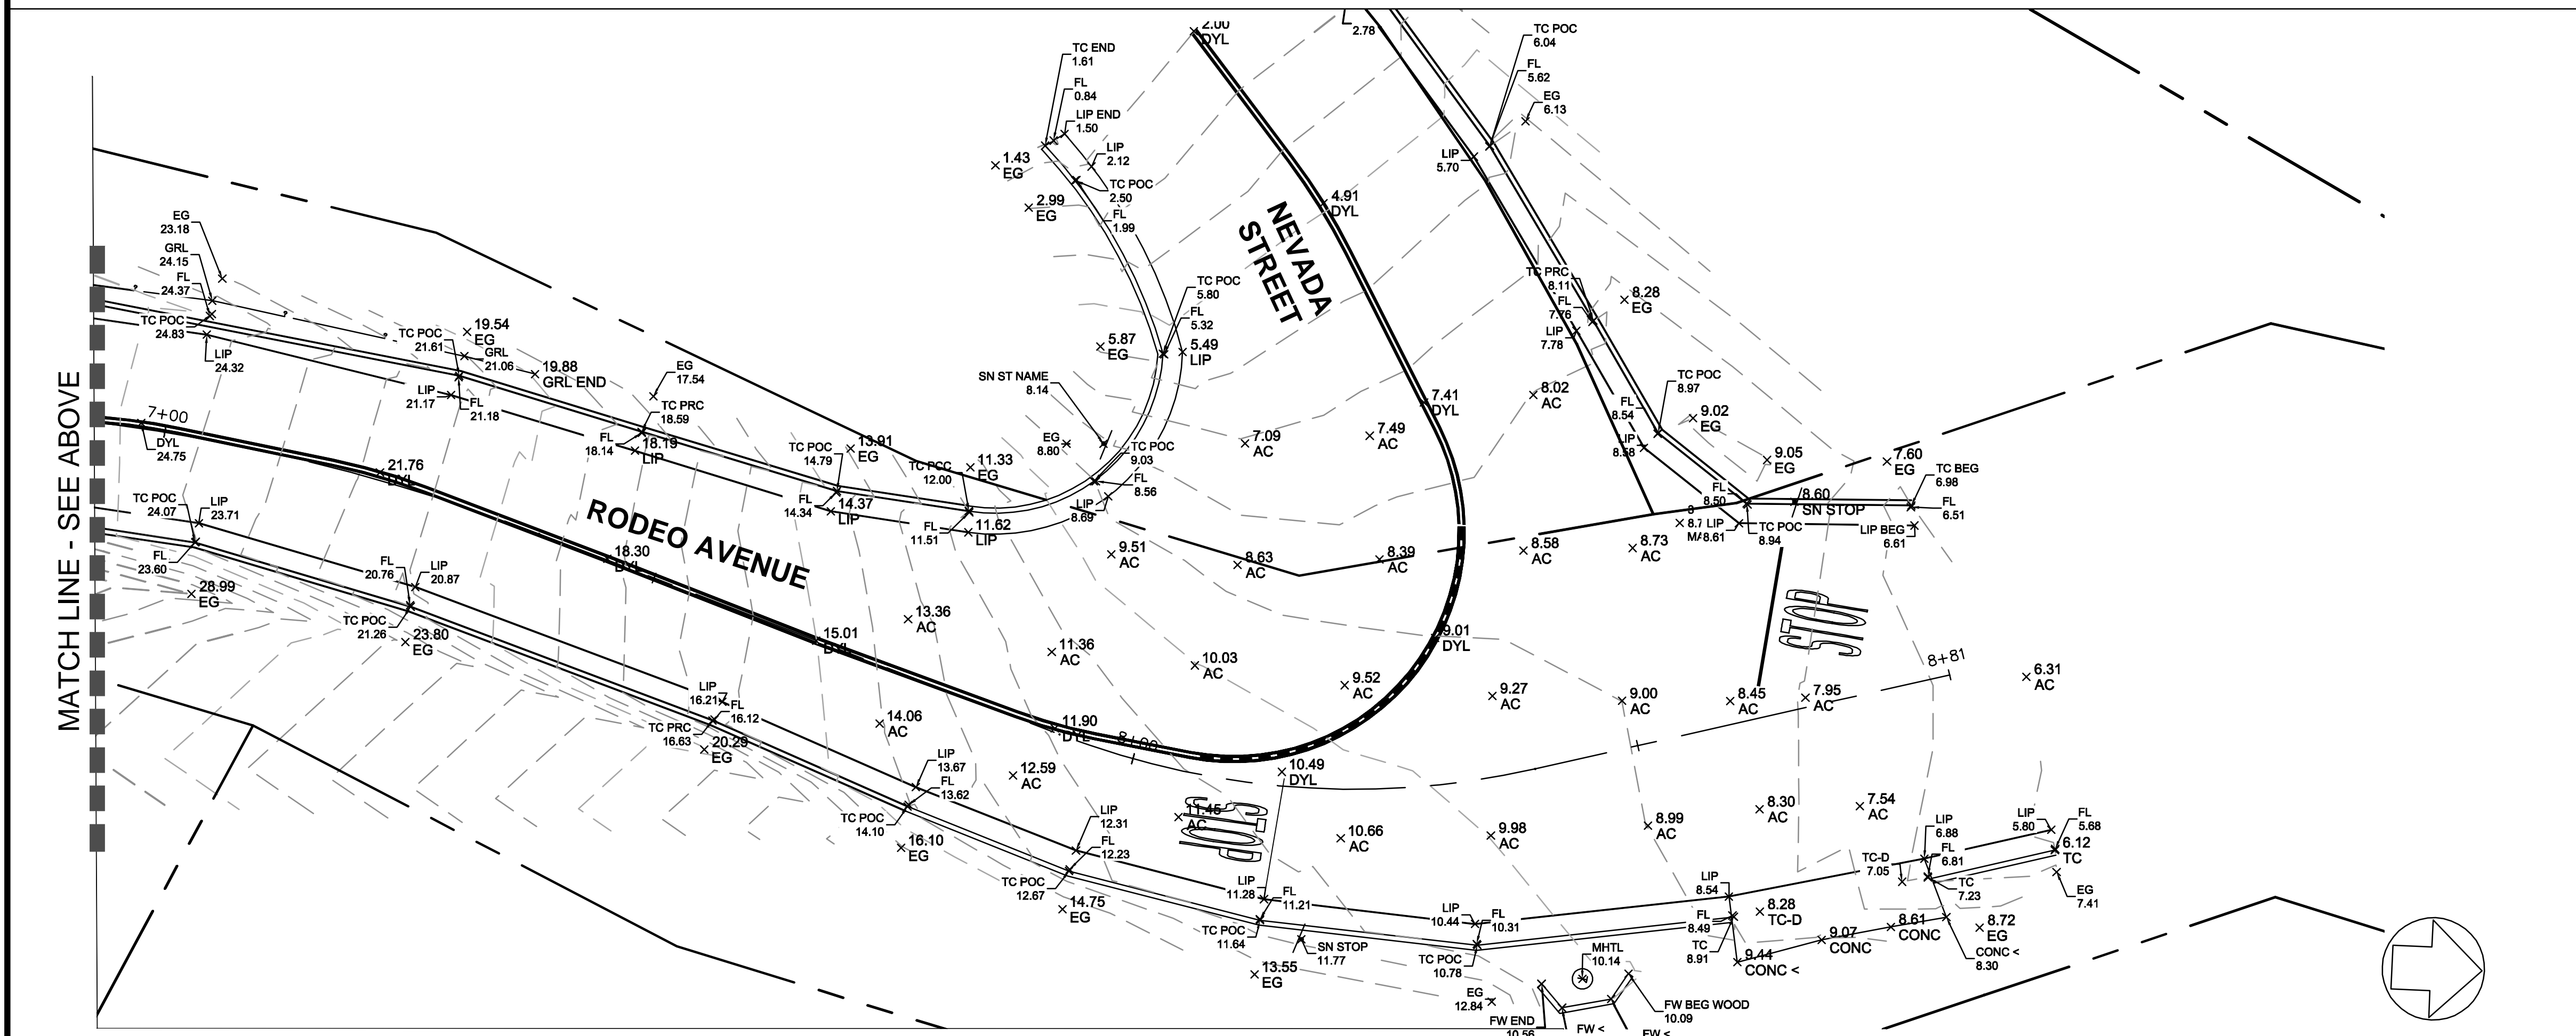 MATCH LINE - SEE ABOVE
RODEO AVENUE
NEVADA
STREET
STOP
STOP
7+00
8+00
8+81
2.00
DYL
2.78
TC END
1.61
FL
0.84
LIP END
1.50
LIP
2.12
TC POC
2.50
FL
1.99
1.43
EG
2.99
EG
TC POC
6.04
FL
5.62
EG
6.13
LIP
5.70
4.91
DYL
EG
23.18
GRL
24.15
FL
24.37
TC POC
24.83
LIP
24.32
TC POC
21.61
19.54
EG
GRL
21.06
19.88
GRL END
LIP
21.17
FL
21.18
EG
17.54
TC PRC
18.59
FL
18.14
18.19
LIP
TC POC
5.80
FL
5.32
5.49
LIP
5.87
EG
SN ST NAME
8.14
EG
8.80
TC POC
9.03
FL
8.56
LIP
8.69
TC PRC
8.11
FL
7.76
LIP
7.78
8.28
EG
8.02
AC
7.41
DYL
7.09
AC
7.49
AC
TC POC
8.97
FL
8.54
LIP
8.58
9.02
EG
9.05
EG
7.60
EG
TC BEG
6.98
FL
6.51
LIP BEG
6.61
8.60
SN STOP
FL
8.50
LIP
8.61
TC POC
8.94
DYL
24.75
21.76
DYL
TC POC
24.07
LIP
23.71
FL
23.60
28.99
EG
FL
20.76
LIP
20.87
TC POC
21.26
23.80
EG
18.30
DYL
15.01
DYL
TC POC
14.79
13.91
EG
FL
14.34
14.37
LIP
TC PCC
12.00
11.33
EG
FL
11.51
11.62
LIP
9.51
AC
8.63
AC
8.39
AC
8.58
AC
8.73
AC
13.36
AC
11.36
AC
10.03
AC
9.52
AC
9.01
DYL
9.27
AC
9.00
AC
8.45
AC
7.95
AC
6.31
AC
LIP
16.21
FL
16.12
TC PRC
16.63
20.29
EG
14.06
AC
11.90
DYL
12.59
AC
10.49
DYL
LIP
13.67
FL
13.62
TC POC
14.10
16.10
EG
LIP
12.31
FL
12.23
TC POC
12.67
14.75
EG
11.45
AC
10.66
AC
9.98
AC
8.99
AC
8.30
AC
7.54
AC
LIP
11.28
FL
11.21
TC POC
11.64
SN STOP
11.77
13.55
EG
LIP
10.44
FL
10.31
TC POC
10.78
EG
12.84
LIP
8.54
FL
8.49
TC
8.91
8.28
TC-D
9.44
CONC <
9.07
CONC
8.61
CONC
CONC <
8.30
8.72
EG
TC-D
7.05
LIP
6.88
FL
6.81
TC
7.23
LIP
5.80
FL
5.68
6.12
TC
EG
7.41
MHTL
10.14
FW BEG WOOD
10.09
FW END
10.56
FW <
FW <